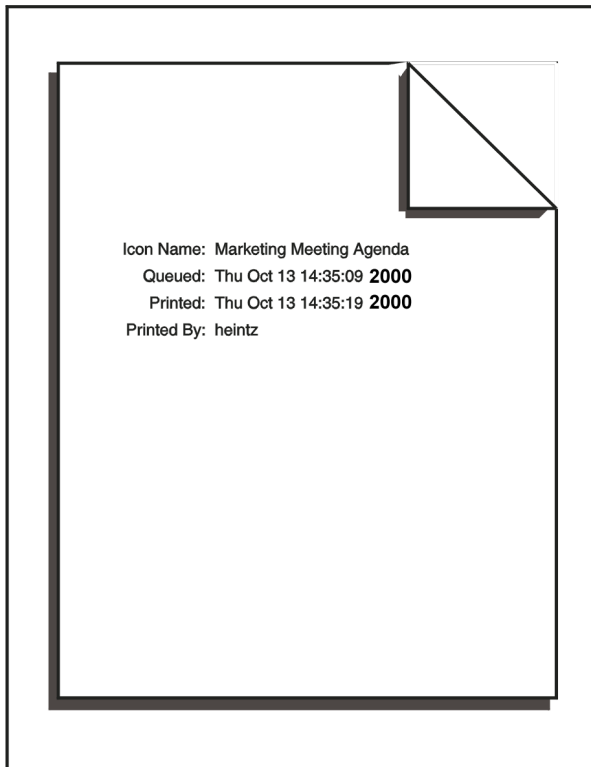 Icon Name: Marketing Meeting Agenda
Queued: Thu Oct 13 14:35:09 2000
Printed: Thu Oct 13 14:35:19 2000
Printed By: heintz